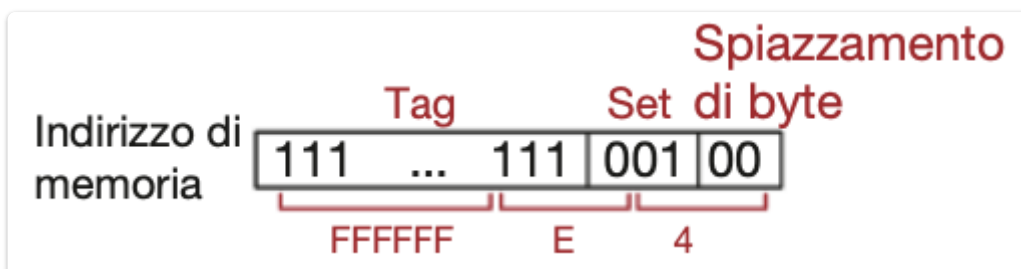 Spiazzamento
Tag Set di byte
Indirizzo di
memoria
111 ... 111 001 00
FFFFFF E 4